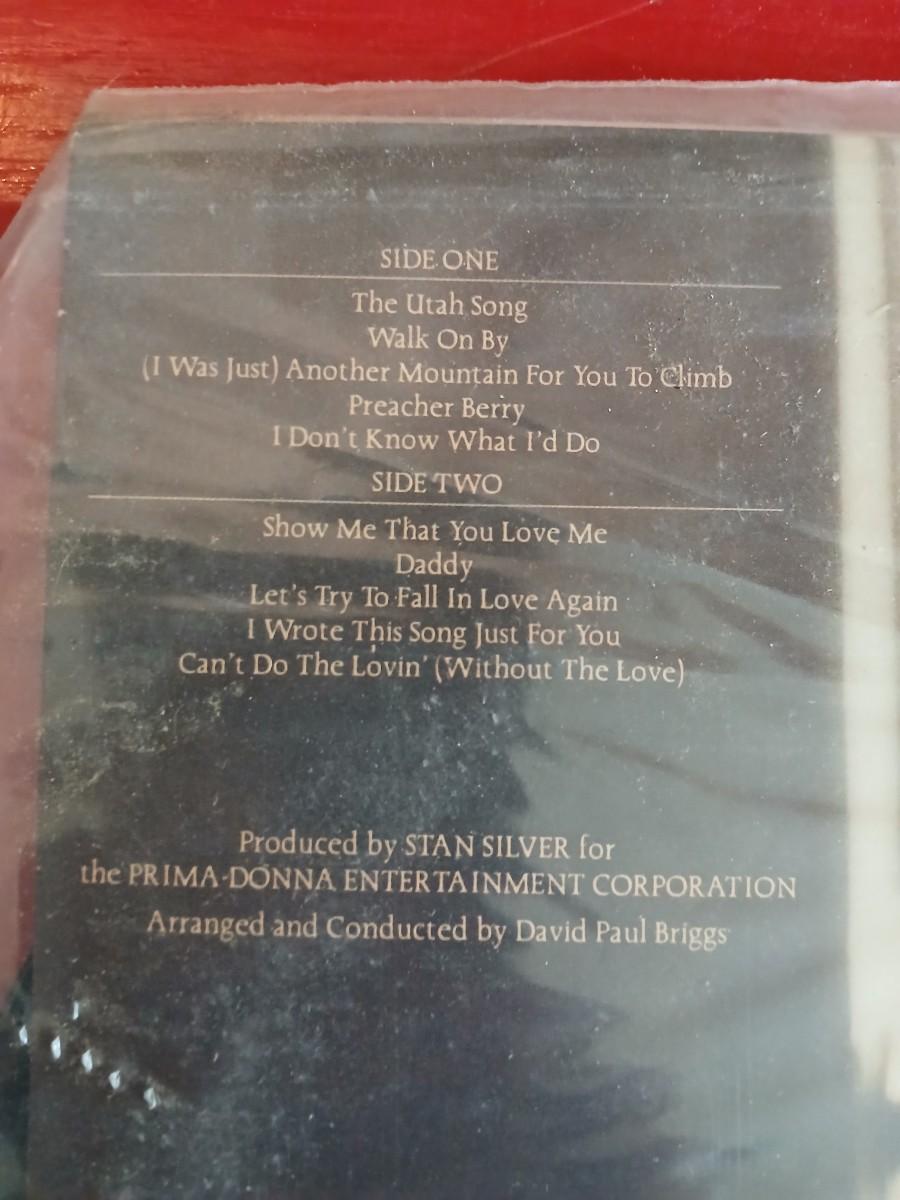 SIDE ONE
The Utah Song
Walk On By
(I Was Just) Another Mountain For You To Climb
Preacher Berry
I Don't Know What I'd Do
SIDE TWO
Show Me That You Love Me
Daddy
Let's Try To Fall In Love Again
I Wrote This Song Just For You
Can't Do The Lovin' (Without The Love)
Produced by STAN SILVER for
the PRIMA-DONNA ENTERTAINMENT CORPORATION
Arranged and Conducted by David Paul Briggs